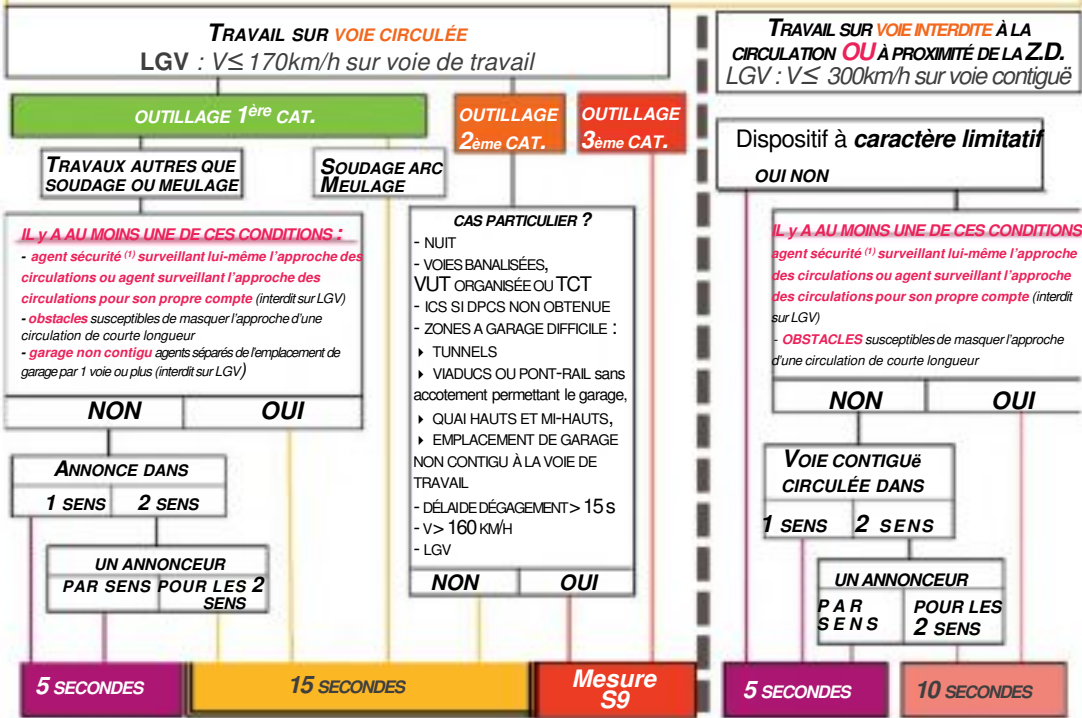 TRAVAIL SUR VOIE CIRCULÉE
LGV : V≤ 170km/h sur voie de travail
OUTILLAGE 1ère CAT.
OUTILLAGE
2ème CAT.
OUTILLAGE
3ème CAT.
TRAVAUX AUTRES QUE
SOUDAGE OU MEULAGE
SOUDAGE ARC
MEULAGE
IL y A AU MOINS UNE DE CES CONDITIONS :
- agent sécurité (1) surveillant lui-même l'approche des
circulations ou agent surveillant l'approche des
circulations pour son propre compte (interdit sur LGV)
- obstacles susceptibles de masquer l'approche d'une
circulation de courte longueur
- garage non contigu agents séparés de l'emplacement de
garage par 1 voie ou plus (interdit sur LGV)
NON OUI
ANNONCE DANS
1 SENS 2 SENS
UN ANNONCEUR
PAR SENS POUR LES 2
SENS
CAS PARTICULIER ?
- NUIT
- VOIES BANALISÉES,
VUT ORGANISÉE OU TCT
- ICS SI DPCS NON OBTENUE
- ZONES A GARAGE DIFFICILE :
▸ TUNNELS
▸ VIADUCS OU PONT-RAIL sans
accotement permettant le garage,
▸ QUAI HAUTS ET MI-HAUTS,
▸ EMPLACEMENT DE GARAGE
NON CONTIGU À LA VOIE DE
TRAVAIL
- DÉLAI DE DÉGAGEMENT > 15 s
- V> 160 KM/H
- LGV
NON OUI
5 SECONDES
15 SECONDES
Mesure
S9
TRAVAIL SUR VOIE INTERDITE À LA
CIRCULATION OU À PROXIMITÉ DE LA Z.D.
LGV : V≤ 300km/h sur voie contiguë
Dispositif à caractère limitatif
OUI NON
IL y A AU MOINS UNE DE CES CONDITIONS
agent sécurité (1) surveillant lui-même l'approche
des circulations ou agent surveillant l'approche
des circulations pour son propre compte (interdit
sur LGV)
- OBSTACLES susceptibles de masquer l'approche
d'une circulation de courte longueur
NON OUI
VOIE CONTIGUë
CIRCULÉE DANS
1 SENS 2 SENS
UN ANNONCEUR
PAR
SENS
POUR LES
2 SENS
5 SECONDES
10 SECONDES